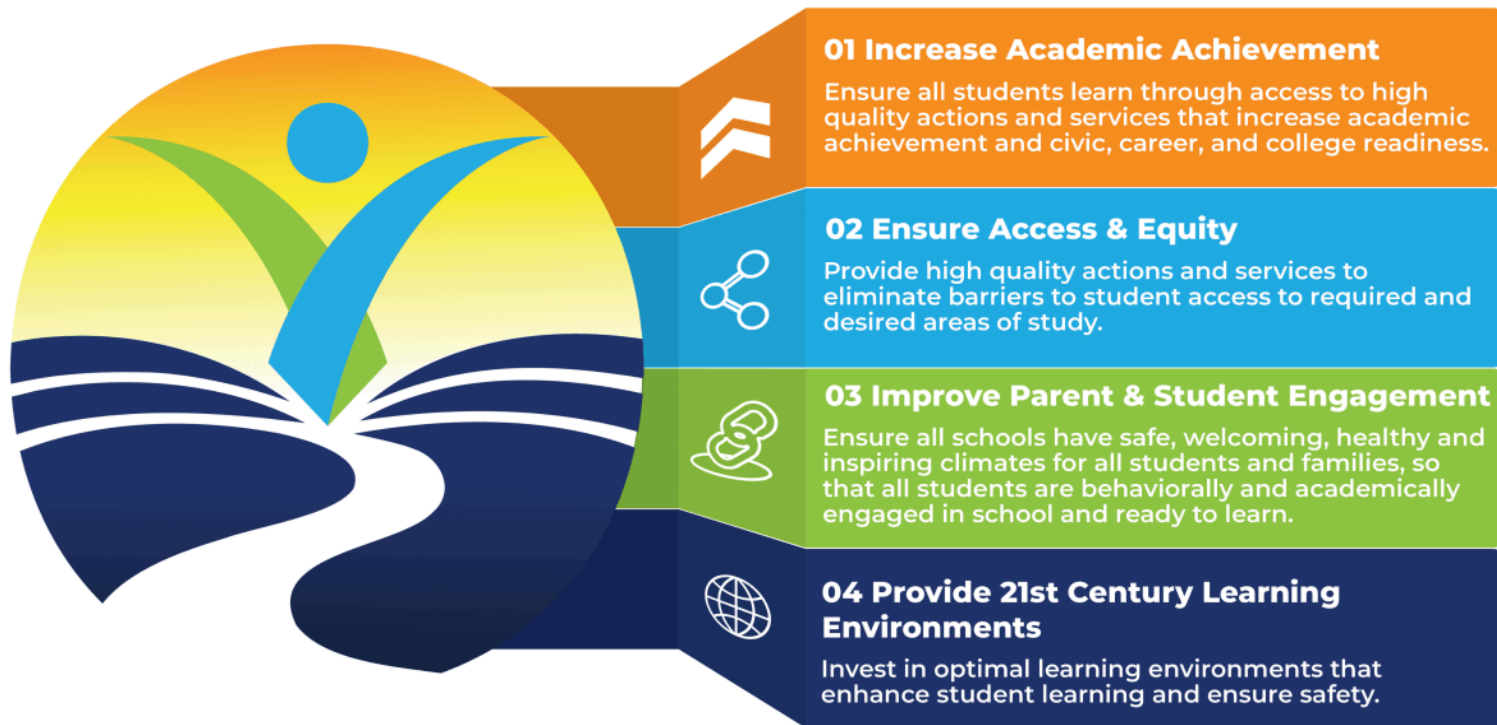 01 Increase Academic Achievement
Ensure all students learn through access to high
quality actions and services that increase academic
achievement and civic, career, and college readiness.
02 Ensure Access & Equity
Provide high quality actions and services to
eliminate barriers to student access to required and
desired areas of study.
03 Improve Parent & Student Engagement
Ensure all schools have safe, welcoming, healthy and
inspiring climates for all students and families, so
that all students are behaviorally and academically
engaged in school and ready to learn.
04 Provide 21st Century Learning
Environments
Invest in optimal learning environments that
enhance student learning and ensure safety.